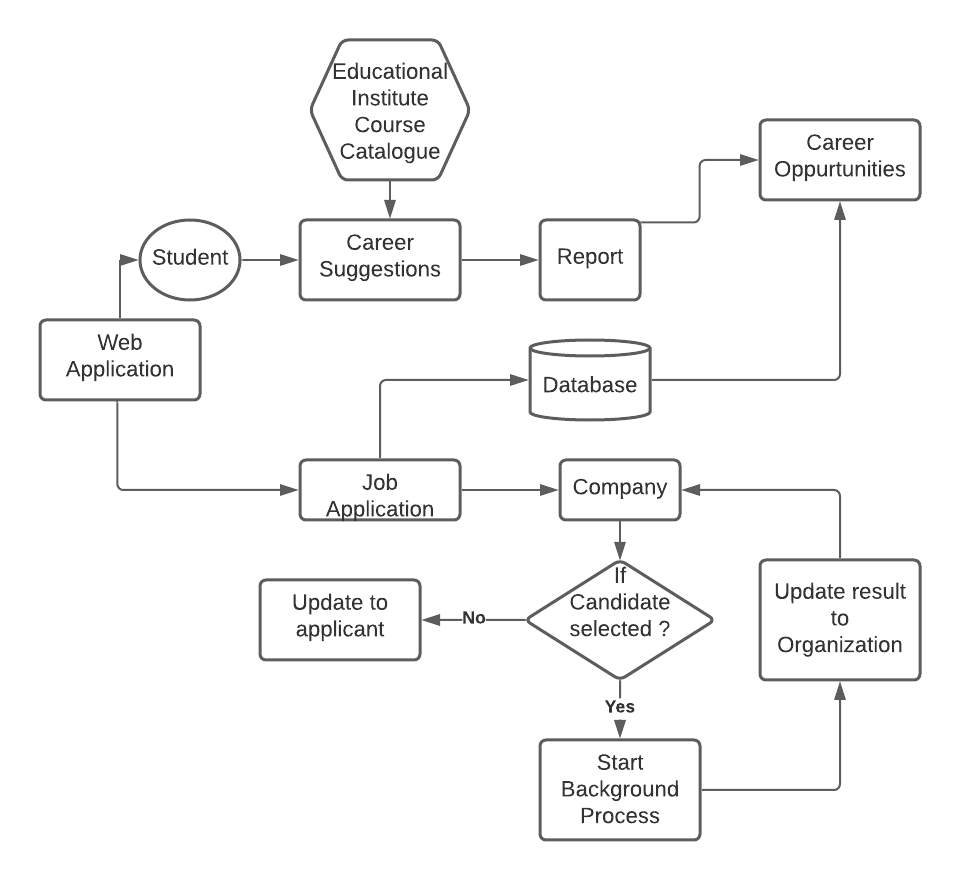 Educational
Institute
Course
Catalogue
Career
Oppurtunities
Student
Career
Suggestions
Report
Web
Application
Database
Job
Application
Company
If
Candidate
selected ?
No
Update to
applicant
Update result
to
Organization
Yes
Start
Background
Process